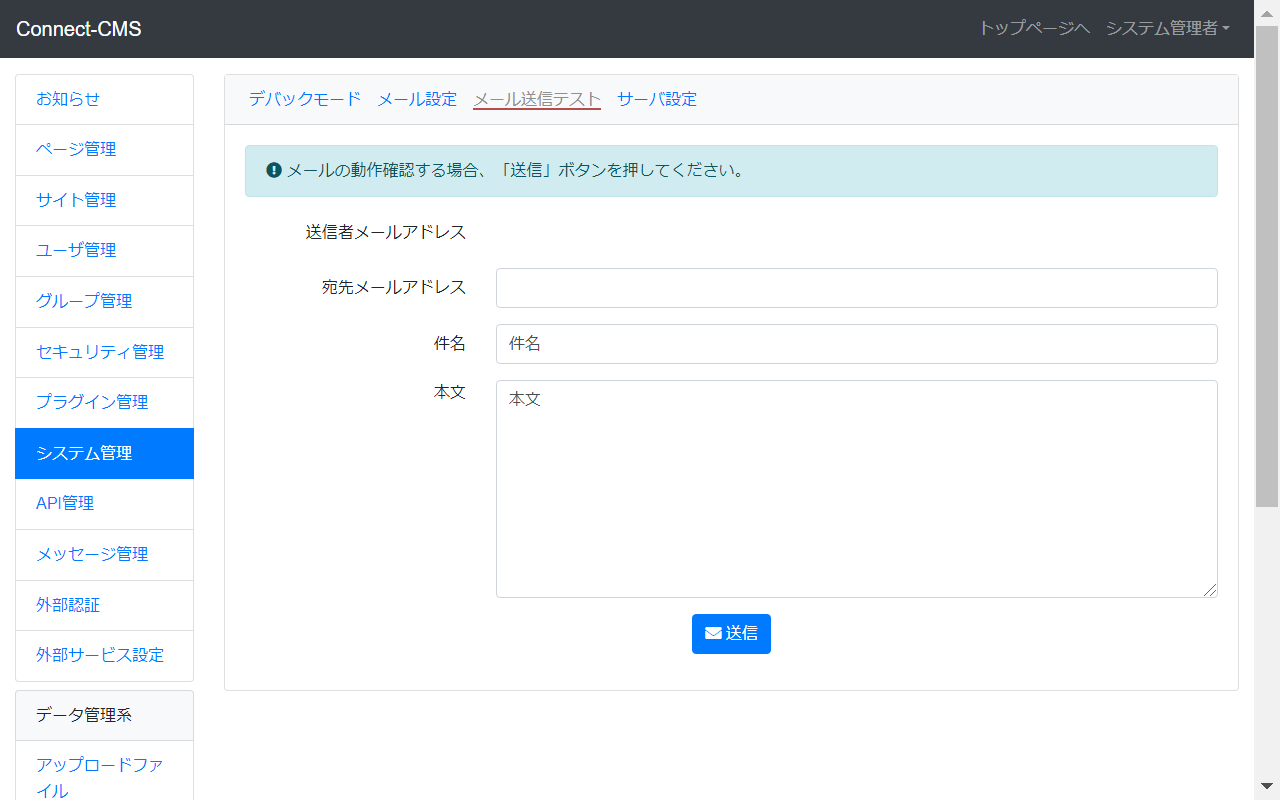 Connect-CMS
トップページへ システム管理者
お知らせ
ページ管理
サイト管理
ユーザ管理
グループ管理
セキュリティ管理
プラグイン管理
システム管理
API管理
メッセージ管理
外部認証
外部サービス設定
データ管理系
アップロードファ
イル
デバックモード メール設定 メール送信テスト サーバ設定
メールの動作確認する場合、「送信」ボタンを押してください。
送信者メールアドレス
宛先メールアドレス
件名 件名
本文 本文
送信